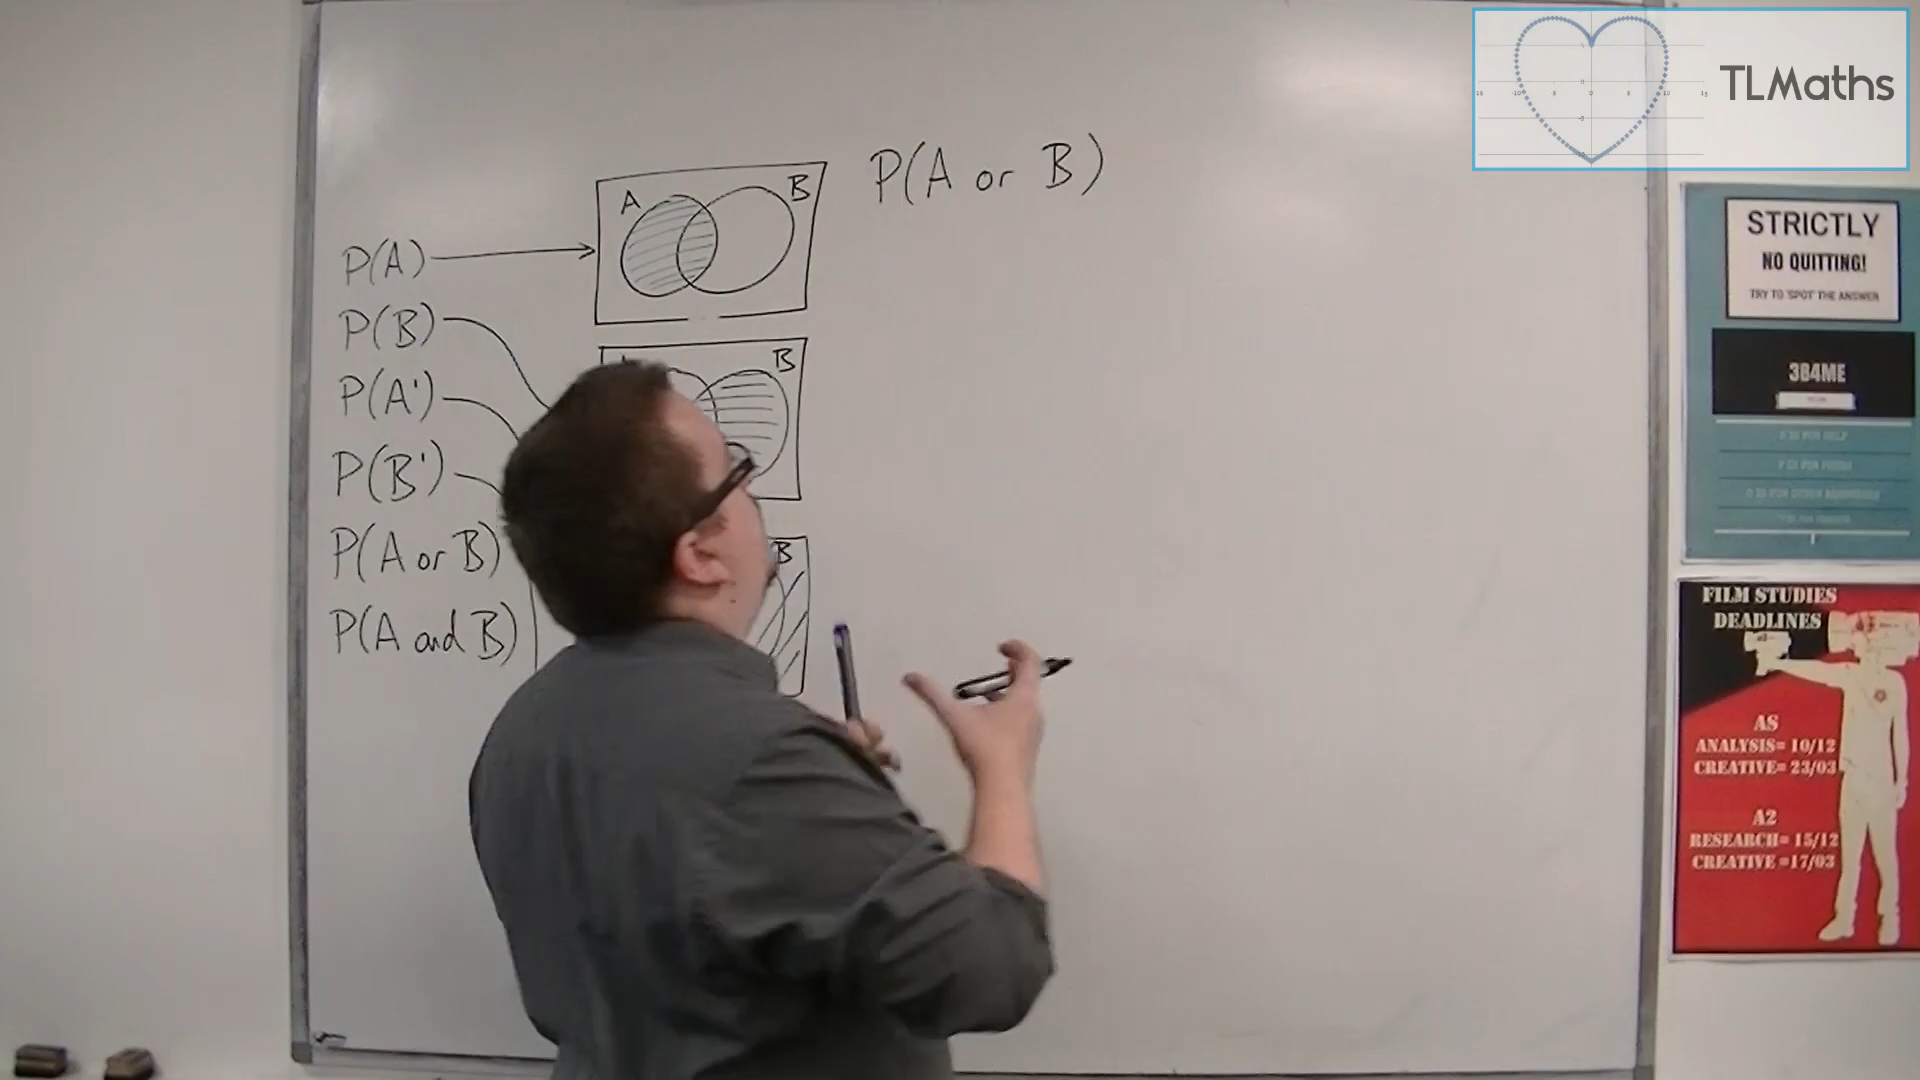 TLMaths
P(A or B)
A
B
P(A)
P(B)
B
P(A')
P(B')
P(A or B)
B
P(A and B)
STRICTLY
NO QUITTING!
TRY TO 'SPOT' THE ANSWER
3B4ME
FILM STUDIES
DEADLINES
AS
ANALYSIS= 10/12
CREATIVE= 23/03
A2
RESEARCH= 15/12
CREATIVE =17/03